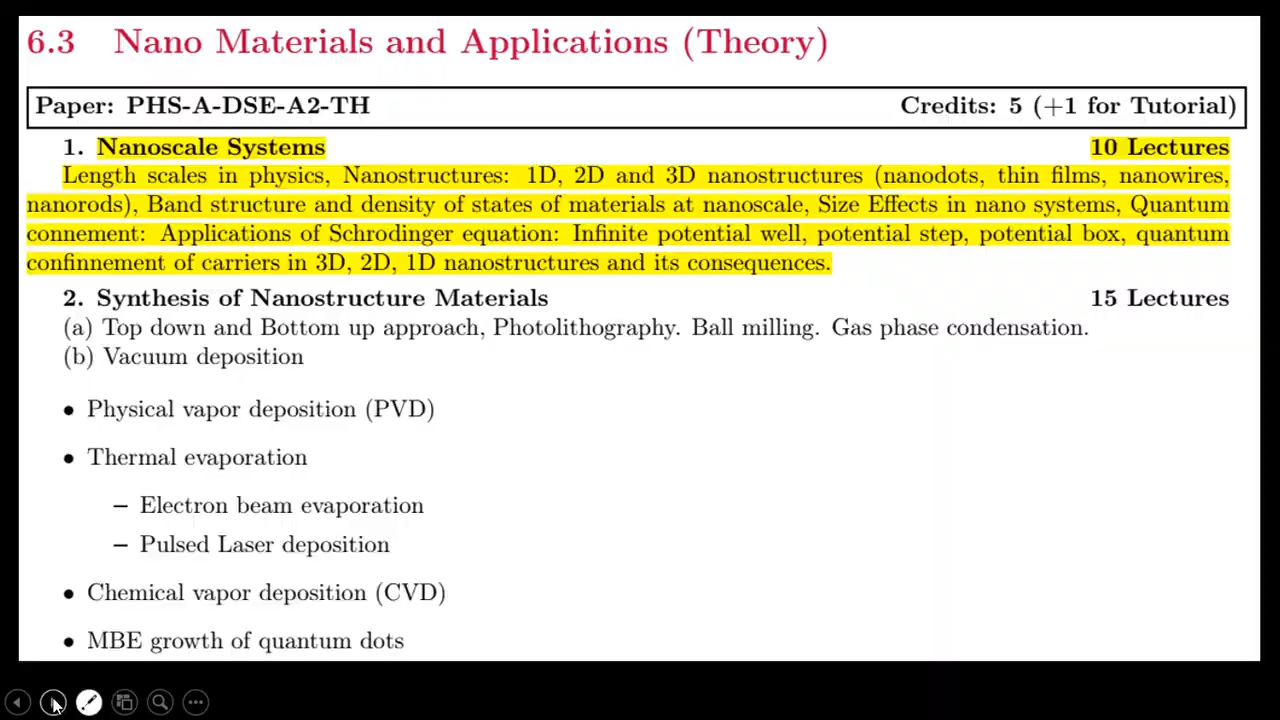 6.3 Nano Materials and Applications (Theory)
Paper: PHS-A-DSE-A2-TH Credits: 5 (+1 for Tutorial)
1. Nanoscale Systems 10 Lectures
Length scales in physics, Nanostructures: 1D, 2D and 3D nanostructures (nanodots, thin films, nanowires,
nanorods), Band structure and density of states of materials at nanoscale, Size Effects in nano systems, Quantum
connement: Applications of Schrodinger equation: Infinite potential well, potential step, potential box, quantum
confinnement of carriers in 3D, 2D, 1D nanostructures and its consequences.
2. Synthesis of Nanostructure Materials 15 Lectures
(a) Top down and Bottom up approach, Photolithography. Ball milling. Gas phase condensation.
(b) Vacuum deposition
• Physical vapor deposition (PVD)
• Thermal evaporation
– Electron beam evaporation
– Pulsed Laser deposition
• Chemical vapor deposition (CVD)
• MBE growth of quantum dots